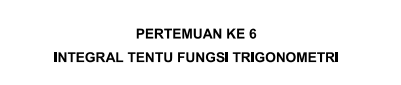 PERTEMUAN KE 6
INTEGRAL TENTU FUNGSI TRIGONOMETRI